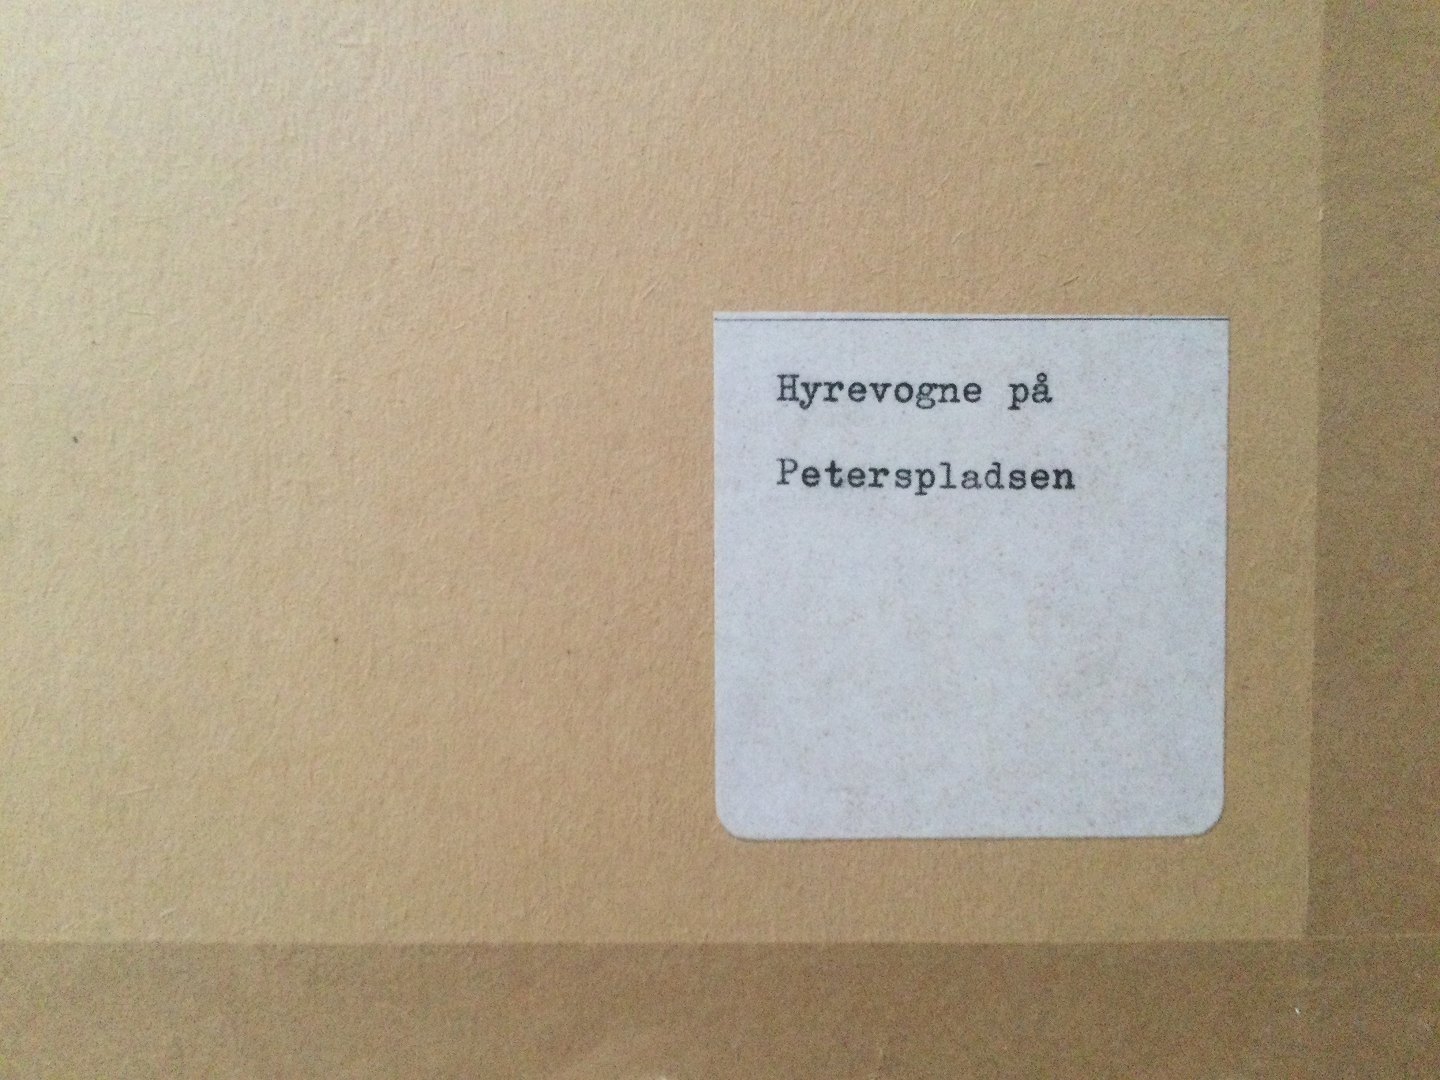 Hyrevogne på
Peterspladsen